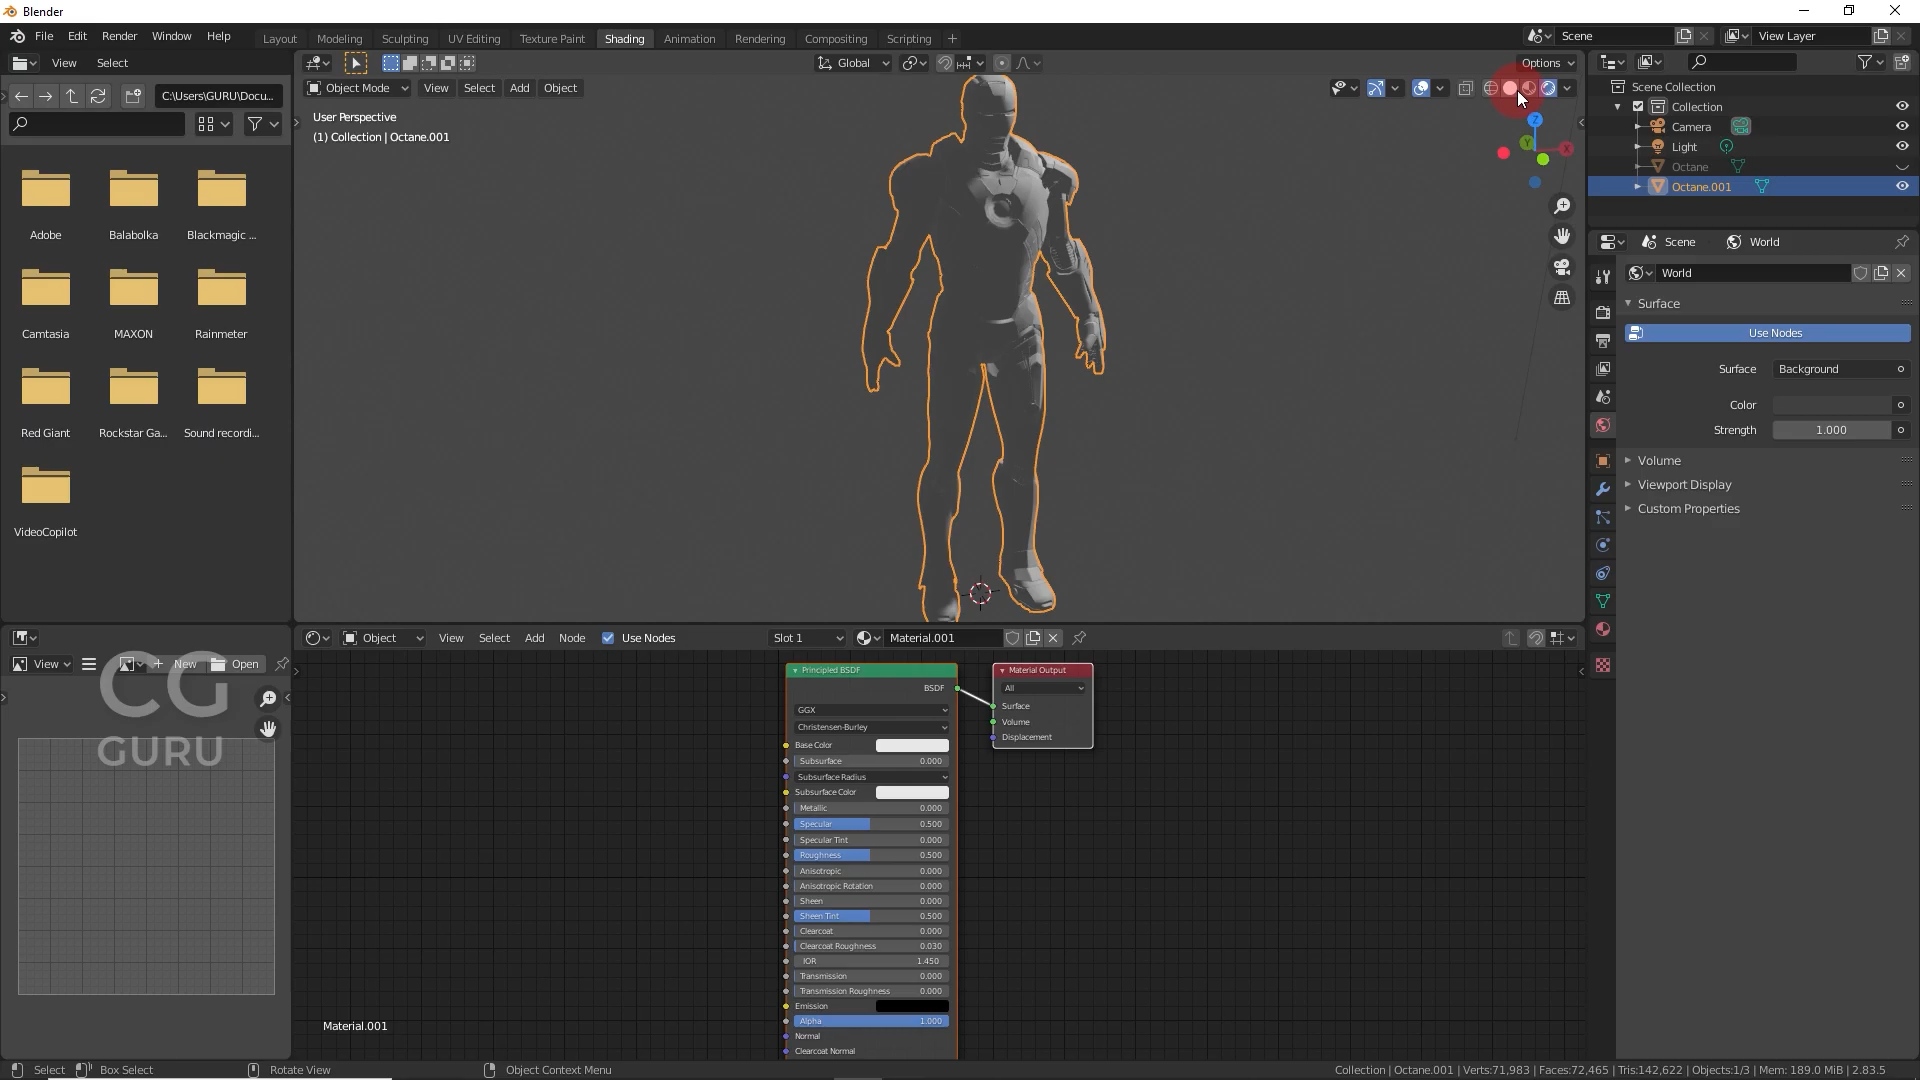 Blender
File Edit Render Window Help
Layout Modeling Sculpting UV Editing Texture Paint Shading Animation Rendering Compositing Scripting
Scene
View Layer
View Select
Global
Options
C:\Users\GURU\Docu...
Object Mode View Select Add Object
User Perspective
(1) Collection | Octane.001
Z
Y
X
Adobe
Balabolka
Blackmagic ...
Camtasia
MAXON
Rainmeter
Red Giant
Rockstar Ga...
Sound recordi...
VideoCopilot
Scene Collection
Collection
Camera
Light
Octane
Octane.001
Scene World
World
Surface
Use Nodes
Surface Background
Color
Strength 1.000
Volume
Viewport Display
Custom Properties
Object View Select Add Node Use Nodes Slot 1 Material.001
View New Open
CG
GURU
Principled BSDF
BSDF
GGX
Christensen-Burley
Base Color
Subsurface 0.000
Subsurface Radius
Subsurface Color
Metallic 0.000
Specular 0.500
Specular Tint 0.000
Roughness 0.500
Anisotropic 0.000
Anisotropic Rotation 0.000
Sheen 0.000
Sheen Tint 0.500
Clearcoat 0.000
Clearcoat Roughness 0.030
IOR 1.450
Transmission 0.000
Transmission Roughness 0.000
Emission
Alpha 1.000
Normal
Clearcoat Normal
Material Output
All
Surface
Volume
Displacement
Material.001
Select Box Select Rotate View Object Context Menu
Collection | Octane.001 | Verts:71,983 | Faces:72,465 | Tris:142,622 | Objects:1/3 | Mem: 189.0 MiB | 2.83.5